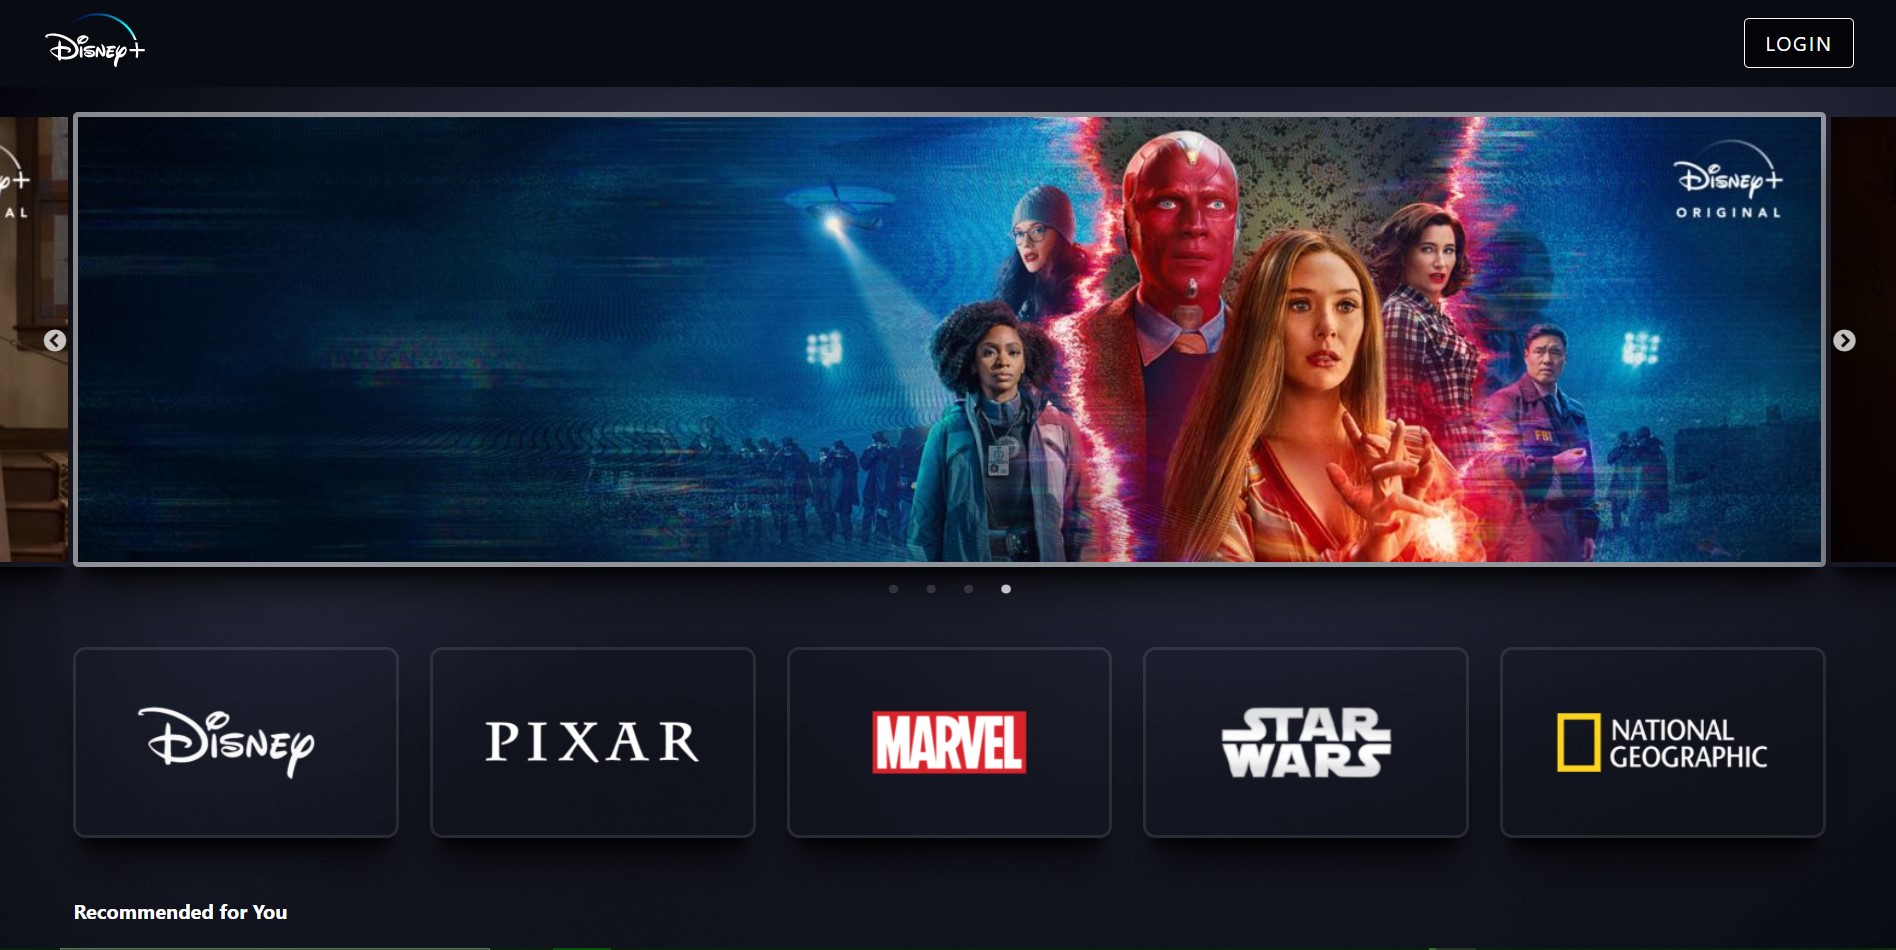 Disney+
LOGIN
y+
AL
Disney+
ORIGINAL
FBI
Disney
PIXAR
MARVEL
STAR
WARS
NATIONAL
GEOGRAPHIC
Recommended for You